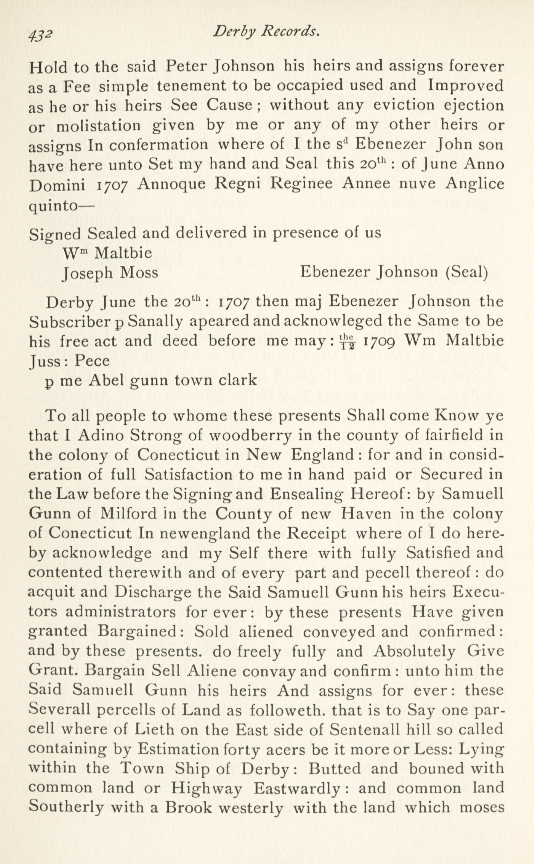 432 Derby Records.
Hold to the said Peter Johnson his heirs and assigns forever
as a Fee simple tenement to be occapied used and Improved
as he or his heirs See Cause; without any eviction ejection
or molistation given by me or any of my other heirs or
assigns In confermation where of I the sᵈ Ebenezer John son
have here unto Set my hand and Seal this 20ᵗʰ: of June Anno
Domini 1707 Annoque Regni Reginee Annee nuve Anglice
quinto—
Signed Sealed and delivered in presence of us
Wᵐ Maltbie
Joseph Moss Ebenezer Johnson (Seal)
Derby June the 20ᵗʰ: 1707 then maj Ebenezer Johnson the
Subscriber p Sanally apeared and acknowleged the Same to be
his free act and deed before me may: the 12 1709 Wm Maltbie
Juss: Pece
p me Abel gunn town clark
To all people to whome these presents Shall come Know ye
that I Adino Strong of woodberry in the county of fairfield in
the colony of Conecticut in New England: for and in consid-
eration of full Satisfaction to me in hand paid or Secured in
the Law before the Signing and Ensealing Hereof: by Samuell
Gunn of Milford in the County of new Haven in the colony
of Conecticut In newengland the Receipt where of I do here-
by acknowledge and my Self there with fully Satisfied and
contented therewith and of every part and pecell thereof: do
acquit and Discharge the Said Samuell Gunn his heirs Execu-
tors administrators for ever: by these presents Have given
granted Bargained: Sold aliened conveyed and confirmed:
and by these presents. do freely fully and Absolutely Give
Grant. Bargain Sell Aliene convay and confirm: unto him the
Said Samuell Gunn his heirs And assigns for ever: these
Severall percells of Land as followeth. that is to Say one par-
cell where of Lieth on the East side of Sentenall hill so called
containing by Estimation forty acers be it more or Less: Lying
within the Town Ship of Derby: Butted and bouned with
common land or Highway Eastwardly: and common land
Southerly with a Brook westerly with the land which moses